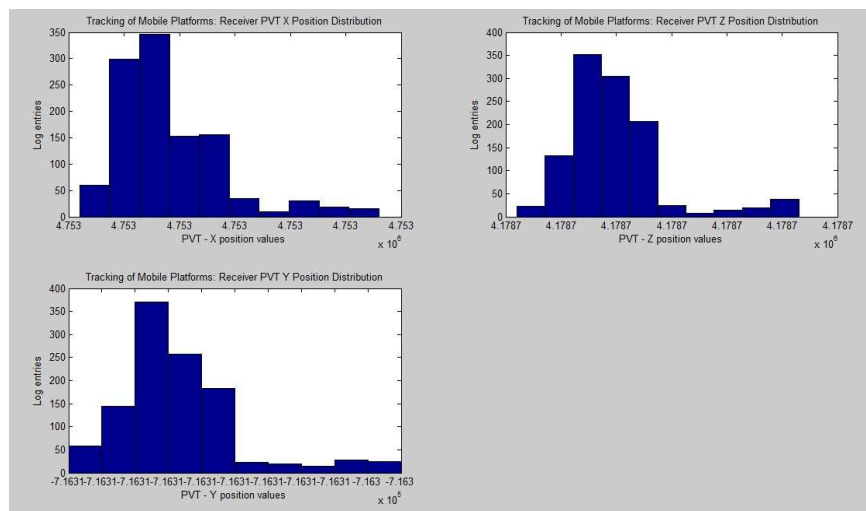 Tracking of Mobile Platforms: Receiver PVT X Position Distribution
350
300
250
200
150
100
50
0
Log entries
4.753 4.753 4.753 4.753 4.753 4.753 4.753
PVT - X position values
x 10^6
Tracking of Mobile Platforms: Receiver PVT Z Position Distribution
400
350
300
250
200
150
100
50
0
Log entries
4.1787 4.1787 4.1787 4.1787 4.1787 4.1787 4.1787
PVT - Z position values
x 10^6
Tracking of Mobile Platforms: Receiver PVT Y Position Distribution
400
350
300
250
200
150
100
50
0
Log entries
-7.1631-7.1631-7.1631-7.1631-7.1631-7.1631-7.1631-7.1631-7.1631 -7.163 -7.163
PVT - Y position values
x 10^5